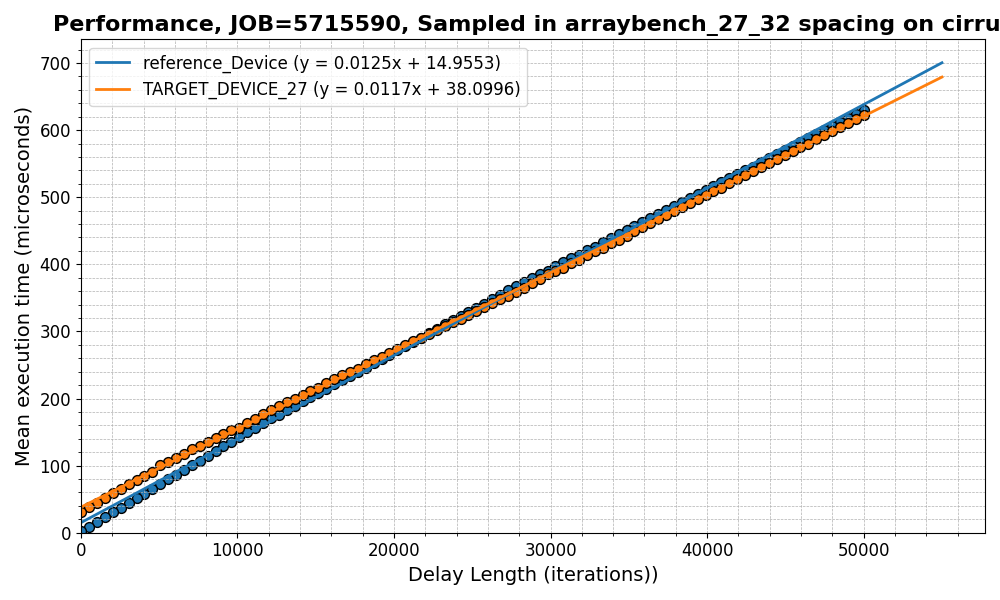 Performance, JOB=5715590, Sampled in arraybench_27_32 spacing on cirru
reference_Device (y = 0.0125x + 14.9553)
TARGET_DEVICE_27 (y = 0.0117x + 38.0996)
Mean execution time (microseconds)
700
600
500
400
300
200
100
0
0 10000 20000 30000 40000 50000
Delay Length (iterations))